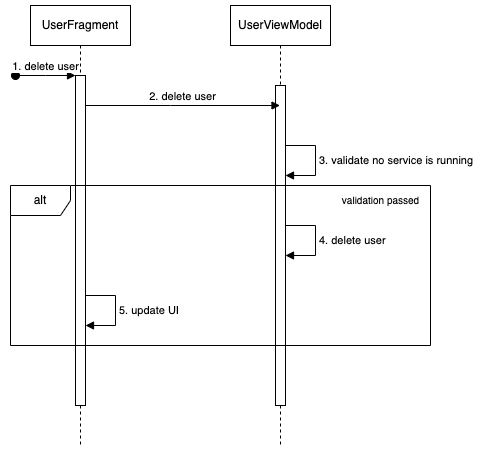 UserFragment
UserViewModel
1. delete user
2. delete user
3. validate no service is running
alt
validation passed
4. delete user
5. update UI